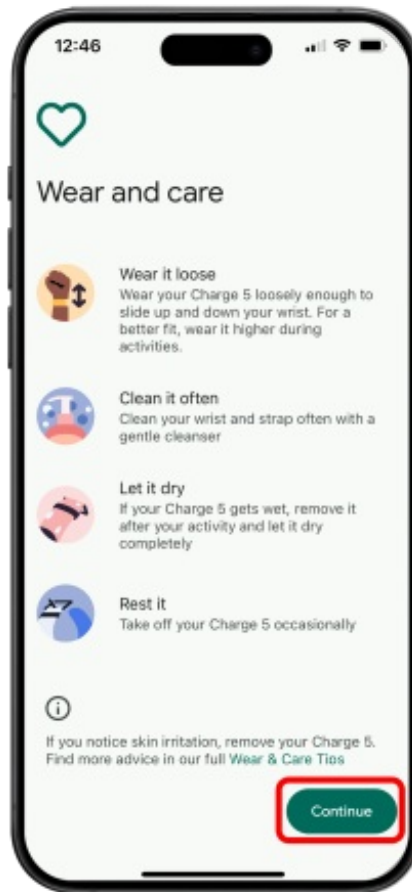 12:46
Wear and care
Wear it loose
Wear your Charge 5 loosely enough to
slide up and down your wrist. For a
better fit, wear it higher during
activities.
Clean it often
Clean your wrist and strap often with a
gentle cleanser
Let it dry
If your Charge 5 gets wet, remove it
after your activity and let it dry
completely
Rest it
Take off your Charge 5 occasionally
If you notice skin irritation, remove your Charge 5.
Find more advice in our full Wear & Care Tips
Continue